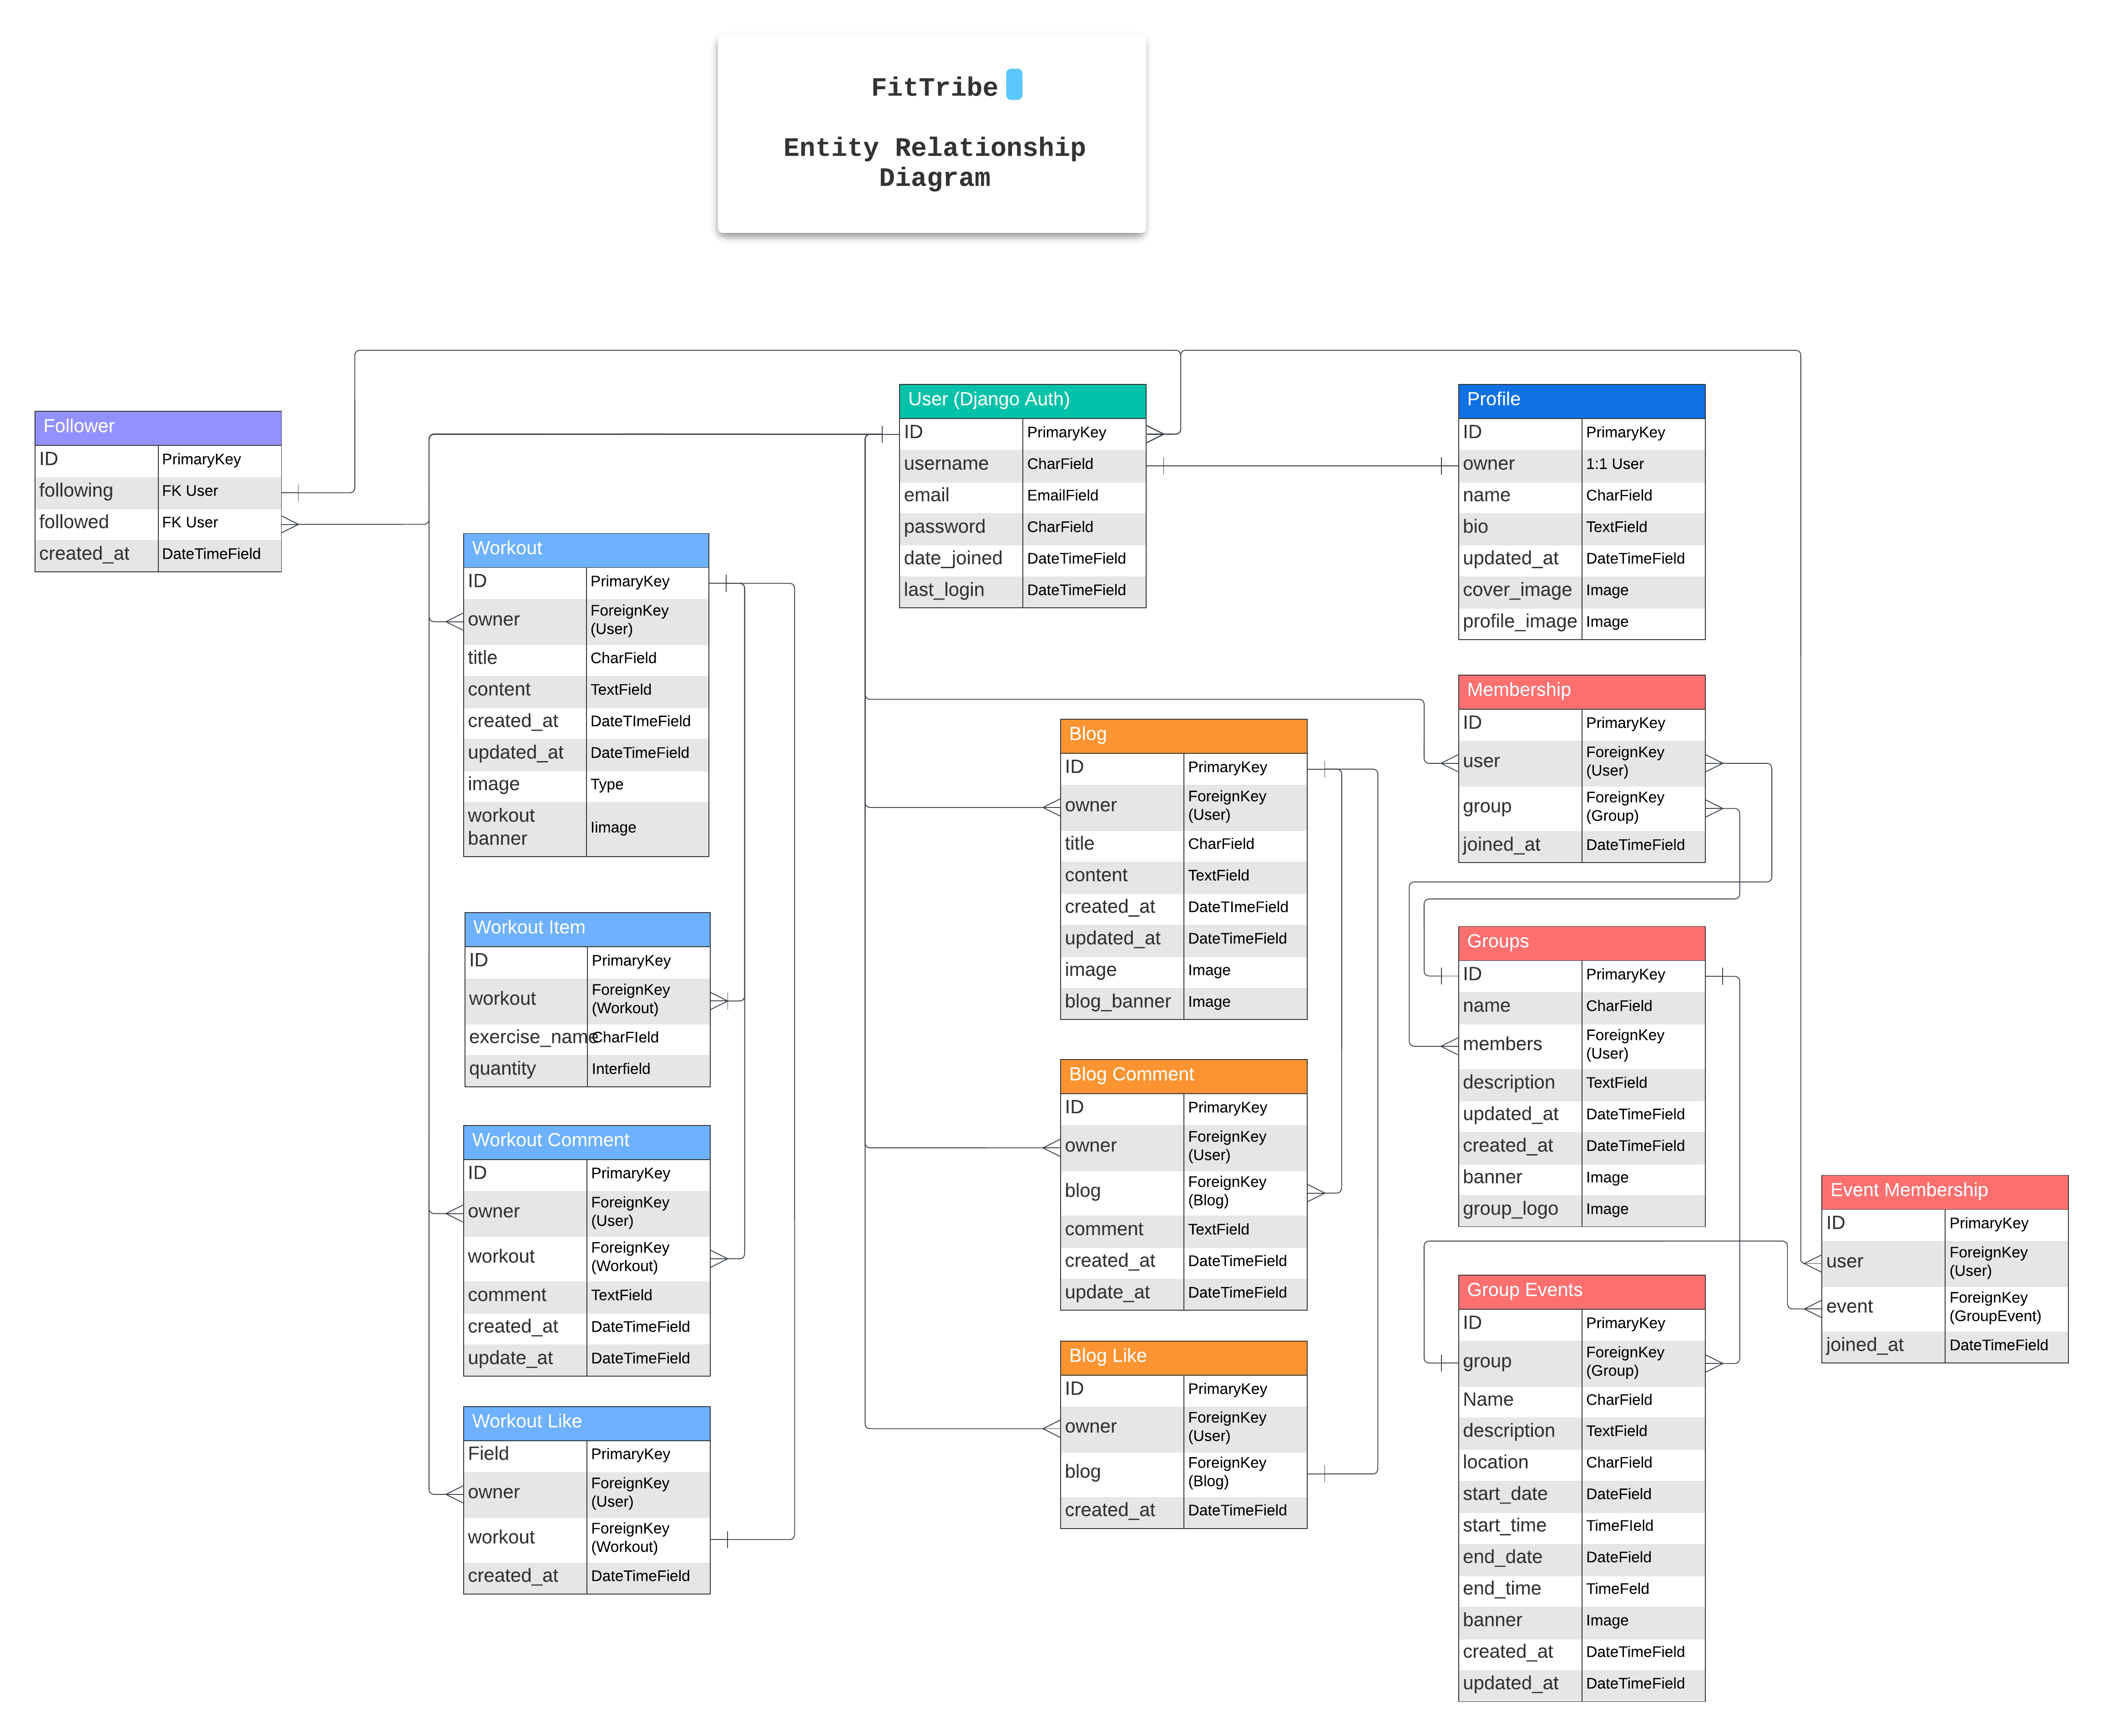 FitTribe
Entity Relationship
Diagram
Follower
ID PrimaryKey
following FK User
followed FK User
created_at DateTimeField
Workout
ID PrimaryKey
owner ForeignKey
(User)
title CharField
content TextField
created_at DateTImeField
updated_at DateTimeField
image Type
workout
banner Iimage
Workout Item
ID PrimaryKey
workout ForeignKey
(Workout)
exercise_name CharFIeld
quantity Interfield
Workout Comment
ID PrimaryKey
owner ForeignKey
(User)
workout ForeignKey
(Workout)
comment TextField
created_at DateTimeField
update_at DateTimeField
Workout Like
Field PrimaryKey
owner ForeignKey
(User)
workout ForeignKey
(Workout)
created_at DateTimeField
User (Django Auth)
ID PrimaryKey
username CharField
email EmailField
password CharField
date_joined DateTimeField
last_login DateTimeField
Blog
ID PrimaryKey
owner ForeignKey
(User)
title CharField
content TextField
created_at DateTImeField
updated_at DateTimeField
image Image
blog_banner Image
Blog Comment
ID PrimaryKey
owner ForeignKey
(User)
blog ForeignKey
(Blog)
comment TextField
created_at DateTimeField
update_at DateTimeField
Blog Like
ID PrimaryKey
owner ForeignKey
(User)
blog ForeignKey
(Blog)
created_at DateTimeField
Profile
ID PrimaryKey
owner 1:1 User
name CharField
bio TextField
updated_at DateTimeField
cover_image Image
profile_image Image
Membership
ID PrimaryKey
user ForeignKey
(User)
group ForeignKey
(Group)
joined_at DateTimeField
Groups
ID PrimaryKey
name CharField
members ForeignKey
(User)
description TextField
updated_at DateTimeField
created_at DateTimeField
banner Image
group_logo Image
Group Events
ID PrimaryKey
group ForeignKey
(Group)
Name CharField
description TextField
location CharField
start_date DateField
start_time TimeFIeld
end_date DateField
end_time TimeFeld
banner Image
created_at DateTimeField
updated_at DateTimeField
Event Membership
ID PrimaryKey
user ForeignKey
(User)
event ForeignKey
(GroupEvent)
joined_at DateTimeField